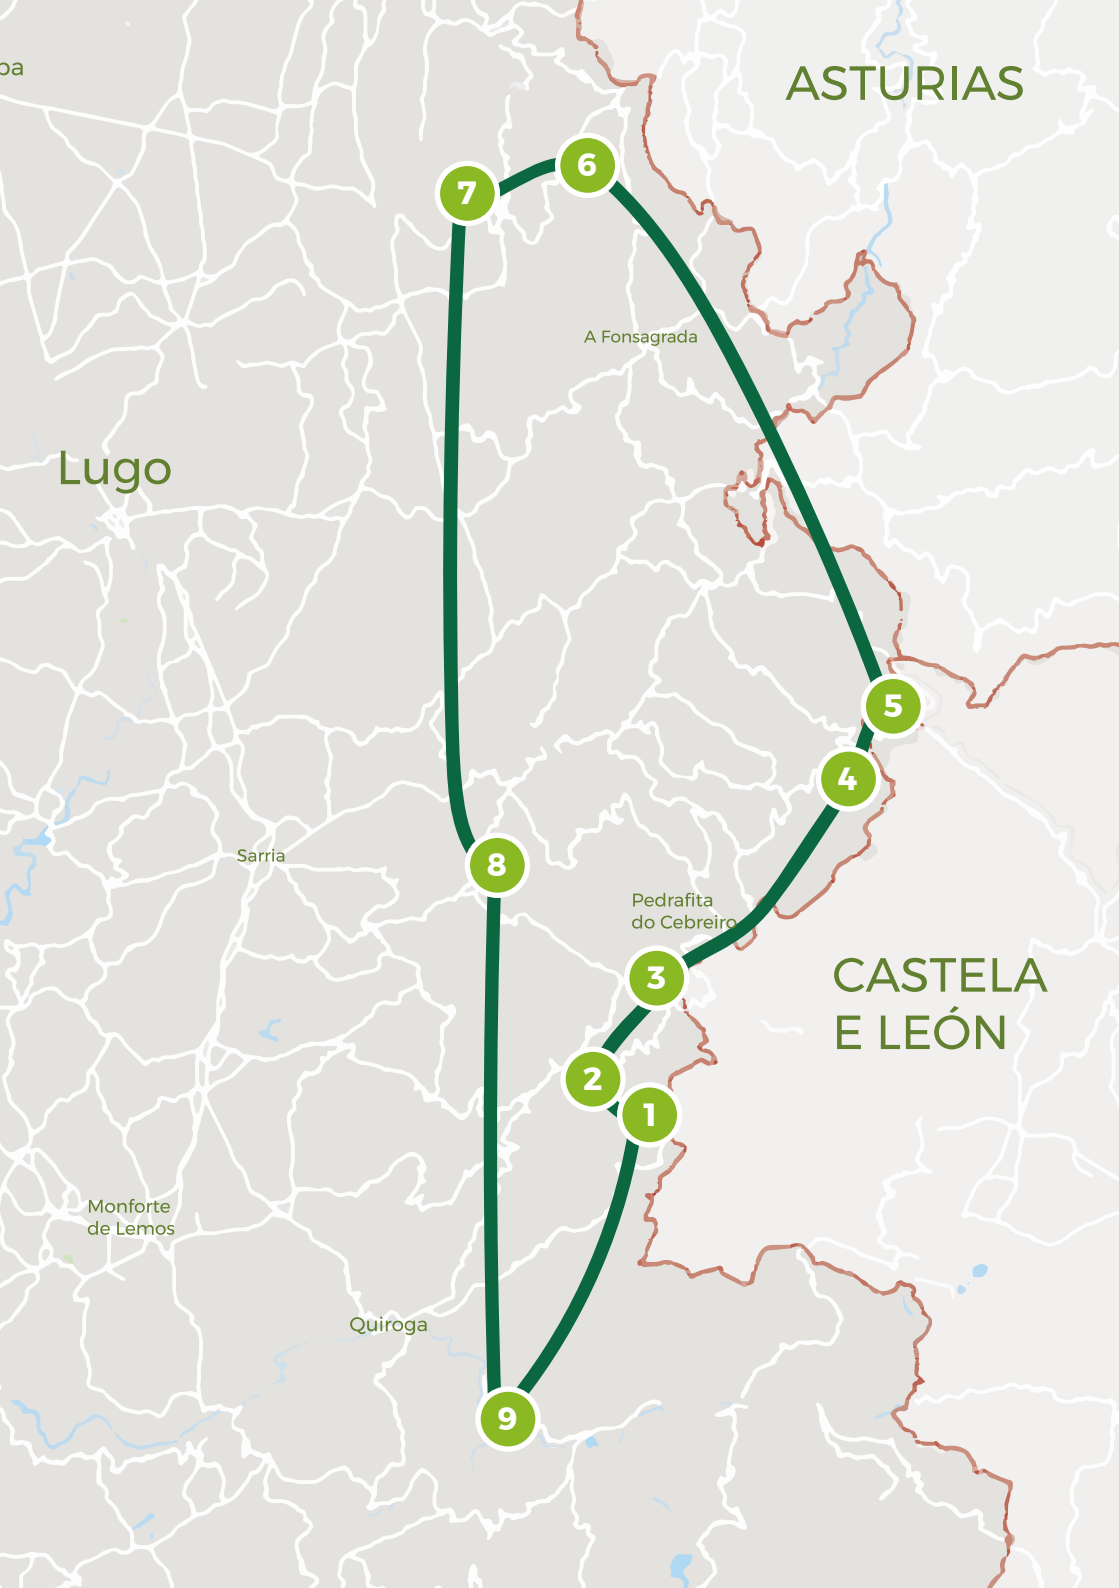 ASTURIAS
6
7
A Fonsagrada
Lugo
5
4
Sarria
8
Pedrafita
do Cebreiro
3
CASTELA
E LEÓN
2
1
Monforte
de Lemos
Quiroga
9